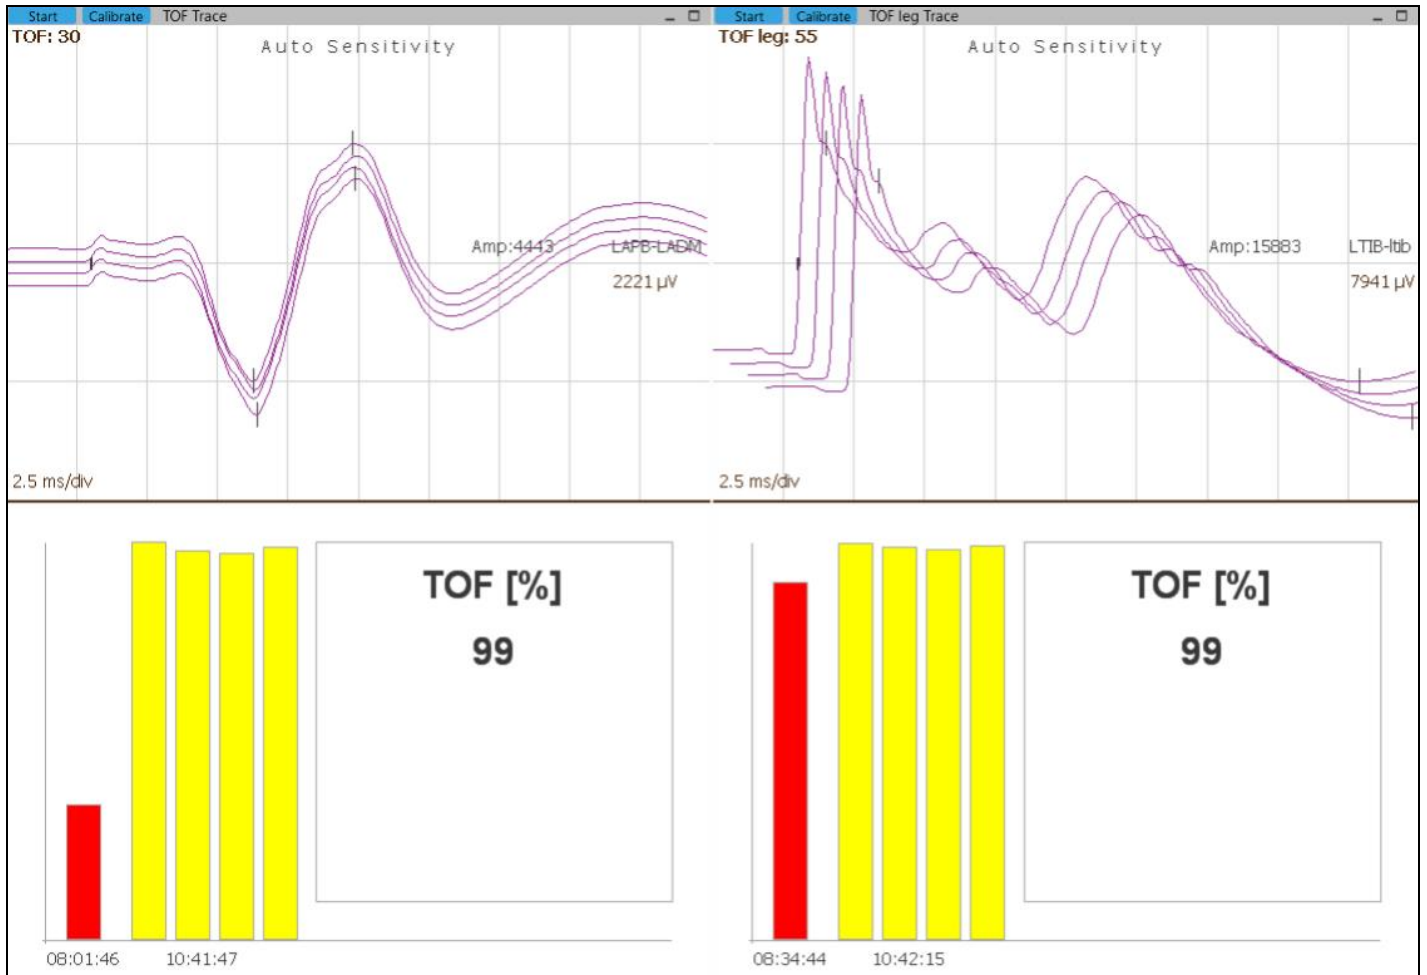 Start Calibrate TOF Trace
TOF: 30
Auto Sensitivity
Amp:4443 LAPB-LADM
2221 µV
2.5 ms/div
TOF [%]
99
08:01:46 10:41:47
Start Calibrate TOF leg Trace
TOF leg: 55
Auto Sensitivity
Amp:15883 LTIB-ltib
7941 µV
2.5 ms/div
TOF [%]
99
08:34:44 10:42:15